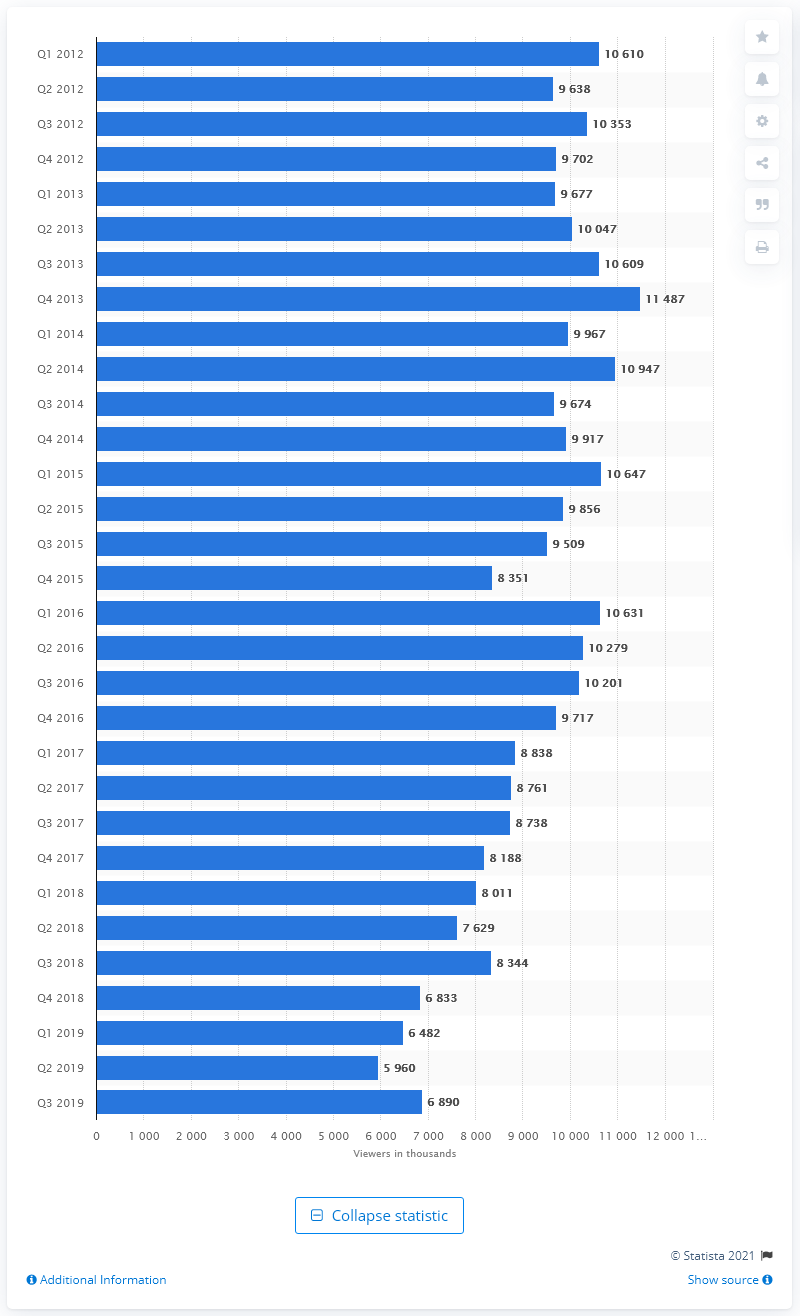 Q1 2012 10 610
Q2 2012 9 638
Q3 2012 10 353
Q4 2012 9 702
Q1 2013 9 677
Q2 2013 10 047
Q3 2013 10 609
Q4 2013 11 487
Q1 2014 9 967
Q2 2014 10 947
Q3 2014 9 674
Q4 2014 9 917
Q1 2015 10 647
Q2 2015 9 856
Q3 2015 9 509
Q4 2015 8 351
Q1 2016 10 631
Q2 2016 10 279
Q3 2016 10 201
Q4 2016 9 717
Q1 2017 8 838
Q2 2017 8 761
Q3 2017 8 738
Q4 2017 8 188
Q1 2018 8 011
Q2 2018 7 629
Q3 2018 8 344
Q4 2018 6 833
Q1 2019 6 482
Q2 2019 5 960
Q3 2019 6 890
0 1 000 2 000 3 000 4 000 5 000 6 000 7 000 8 000 9 000 10 000 11 000 12 000 1...
Viewers in thousands
Collapse statistic
© Statista 2021
Additional Information Show source